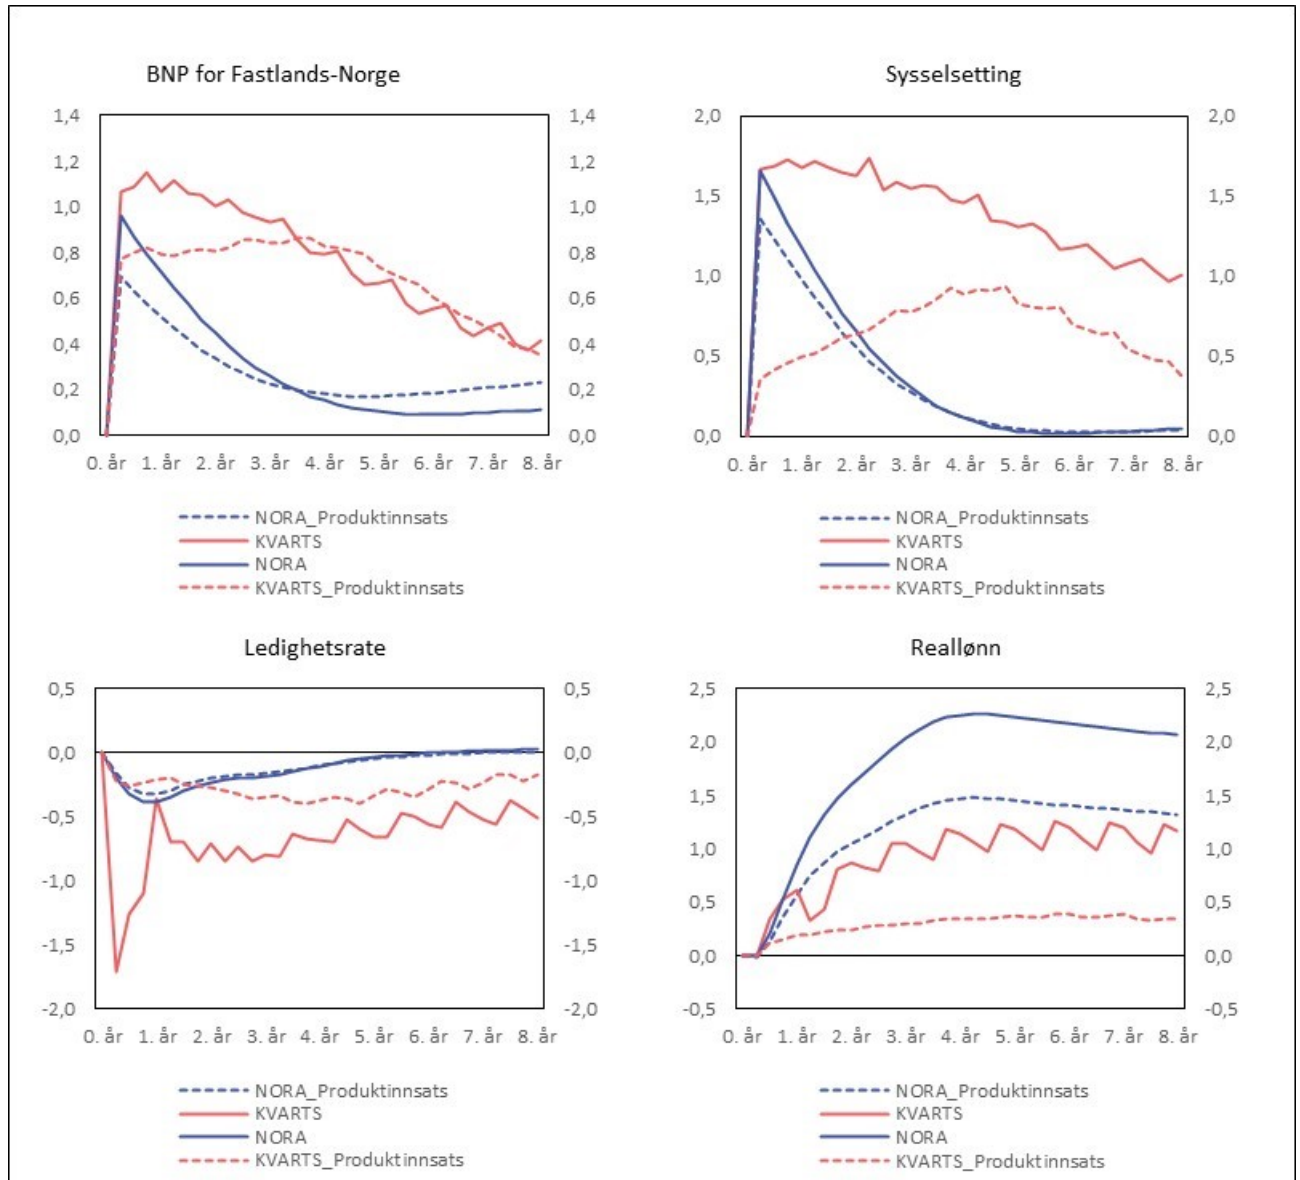 BNP for Fastlands-Norge
1,4 1,4
1,2 1,2
1,0 1,0
0,8 0,8
0,6 0,6
0,4 0,4
0,2 0,2
0,0 0,0
0. år 1. år 2. år 3. år 4. år 5. år 6. år 7. år 8. år
NORA_Produktinnsats
KVARTS
NORA
KVARTS_Produktinnsats
Sysselsetting
2,0 2,0
1,5 1,5
1,0 1,0
0,5 0,5
0,0 0,0
0. år 1. år 2. år 3. år 4. år 5. år 6. år 7. år 8. år
NORA_Produktinnsats
KVARTS
NORA
KVARTS_Produktinnsats
Ledighetsrate
0,5 0,5
0,0 0,0
-0,5 -0,5
-1,0 -1,0
-1,5 -1,5
-2,0 -2,0
0. år 1. år 2. år 3. år 4. år 5. år 6. år 7. år 8. år
NORA_Produktinnsats
KVARTS
NORA
KVARTS_Produktinnsats
Reallønn
2,5 2,5
2,0 2,0
1,5 1,5
1,0 1,0
0,5 0,5
0,0 0,0
-0,5 -0,5
0. år 1. år 2. år 3. år 4. år 5. år 6. år 7. år 8. år
NORA_Produktinnsats
KVARTS
NORA
KVARTS_Produktinnsats